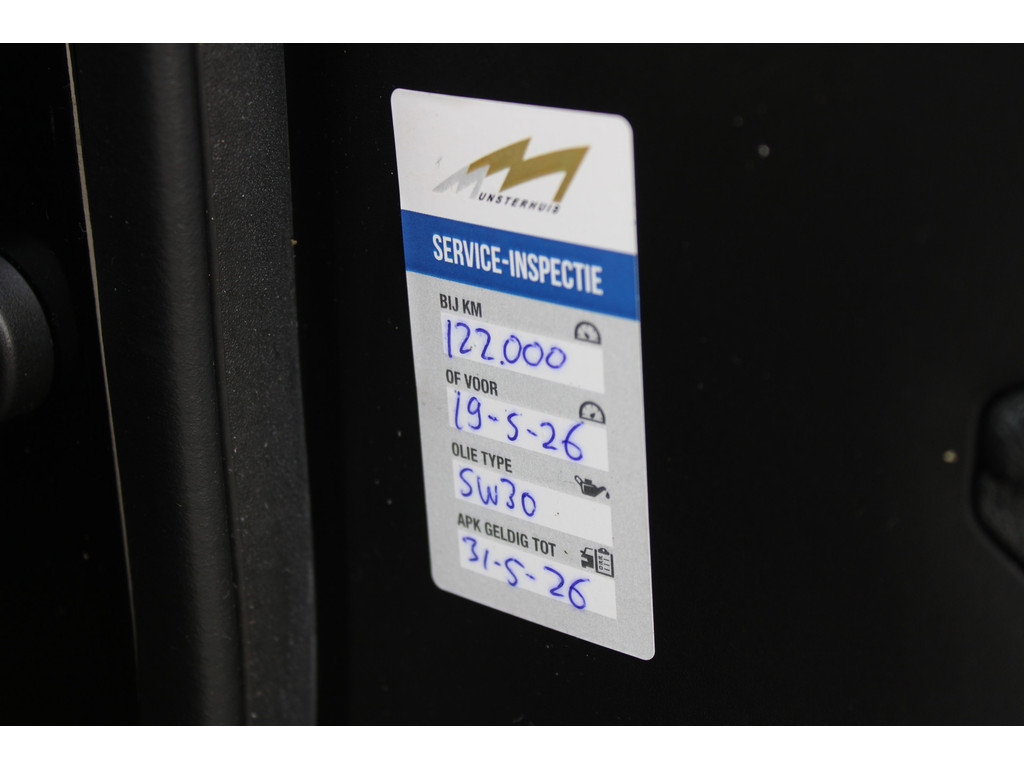 MUNSTERHUIS
SERVICE-INSPECTIE
BIJ KM
122.000
OF VOOR
19-5-26
OLIE TYPE
5W30
APK GELDIG TOT
31-5-26